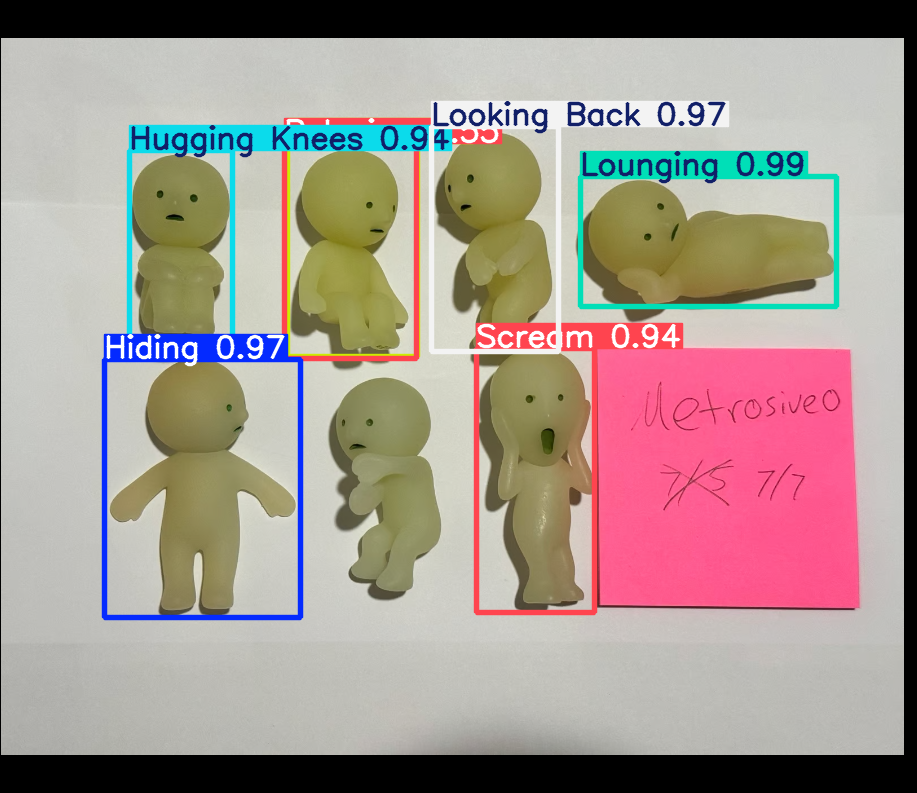 Looking Back 0.97
Hugging Knees 0.94
.55
Lounging 0.99
Scream 0.94
Hiding 0.97
Metrosiveo
7/5 7/7